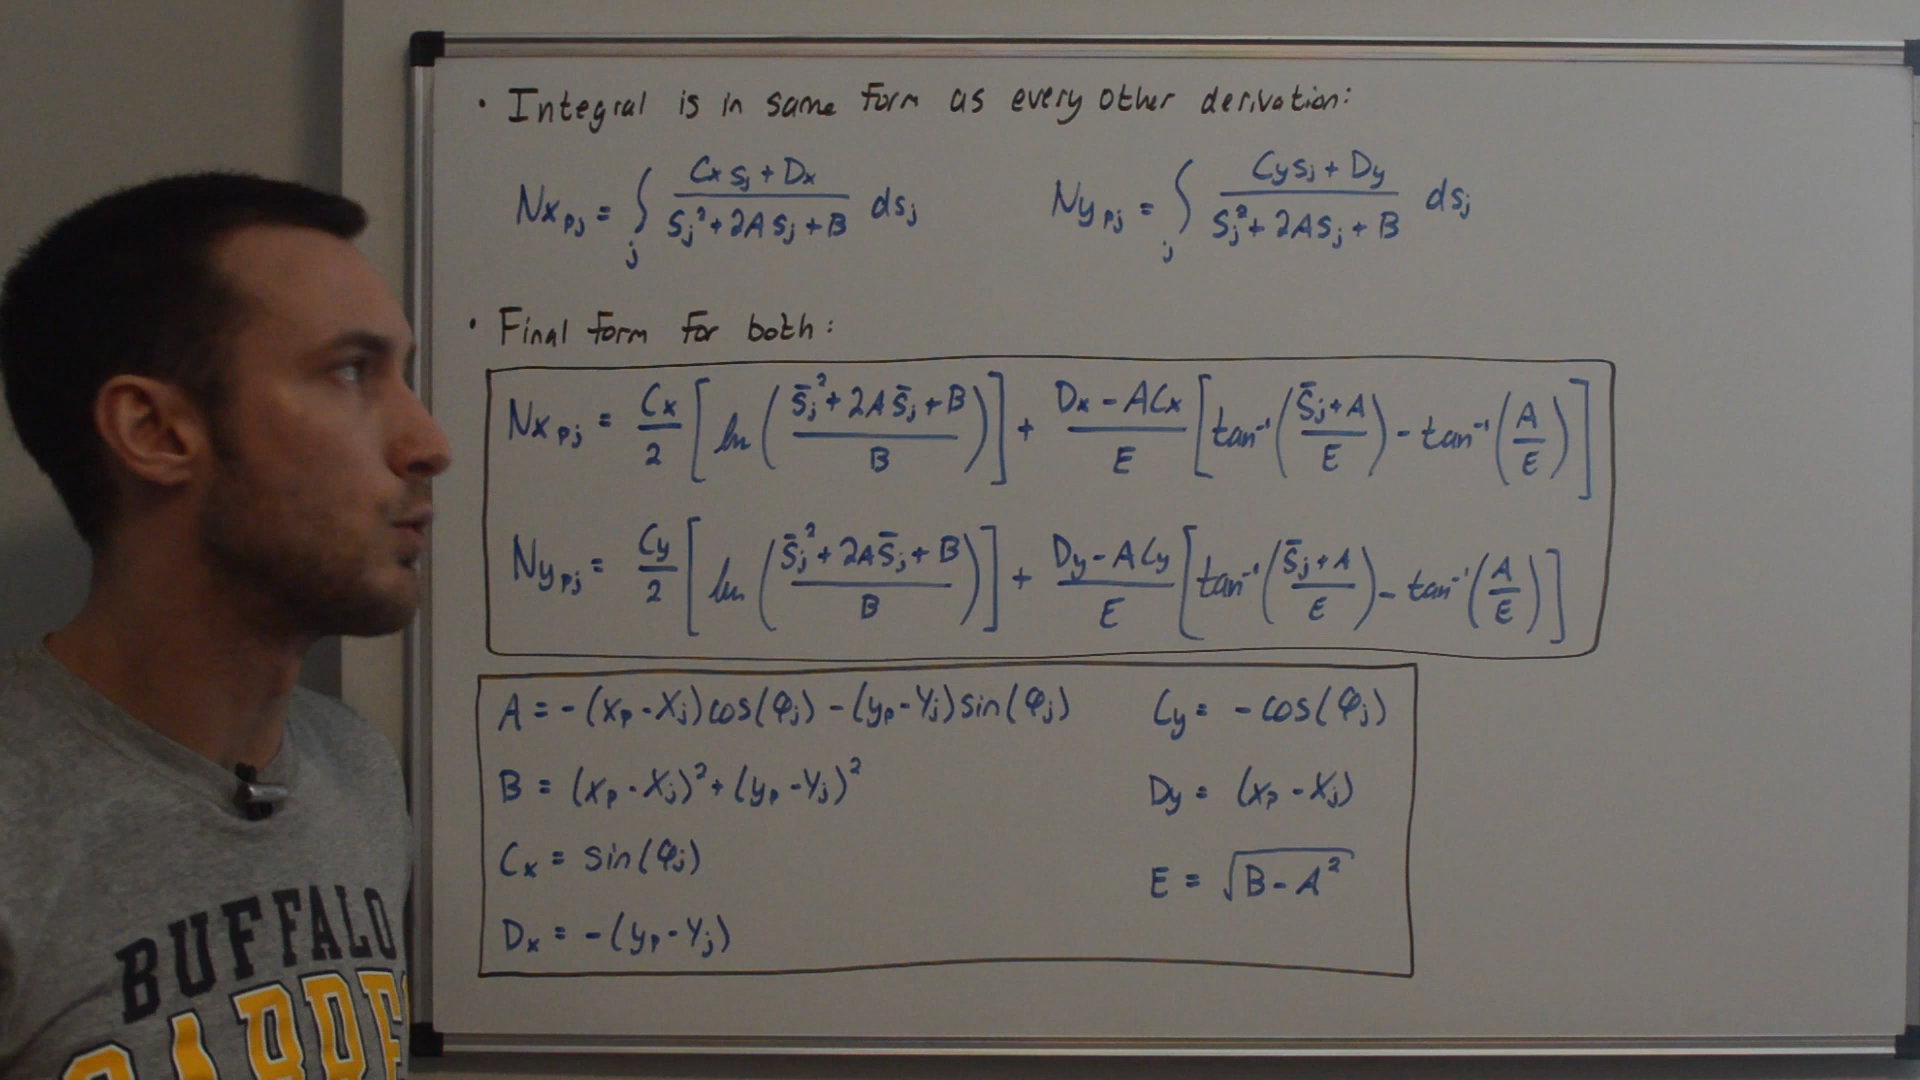 • Integral is in same form as every other derivation:
Nx_pj = ∫_j (Cx s_j + Dx)/(s_j² + 2A s_j + B) ds_j    Ny_pj = ∫_j (Cy s_j + Dy)/(s_j² + 2A s_j + B) ds_j
• Final form for both:
Nx_pj = Cx/2 [ln((S̄_j² + 2A S̄_j + B)/B)] + (Dx - ACx)/E [tan⁻¹((S̄_j + A)/E) - tan⁻¹(A/E)]
Ny_pj = Cy/2 [ln((S̄_j² + 2A S̄_j + B)/B)] + (Dy - ACy)/E [tan⁻¹((S̄_j + A)/E) - tan⁻¹(A/E)]
A = -(x_p - X_j)cos(φ_j) - (y_p - Y_j)sin(φ_j)    Cy = -cos(φ_j)
B = (x_p - X_j)² + (y_p - Y_j)²    Dy = (x_p - X_j)
Cx = sin(φ_j)    E = √(B - A²)
Dx = -(y_p - Y_j)
BUFFALO